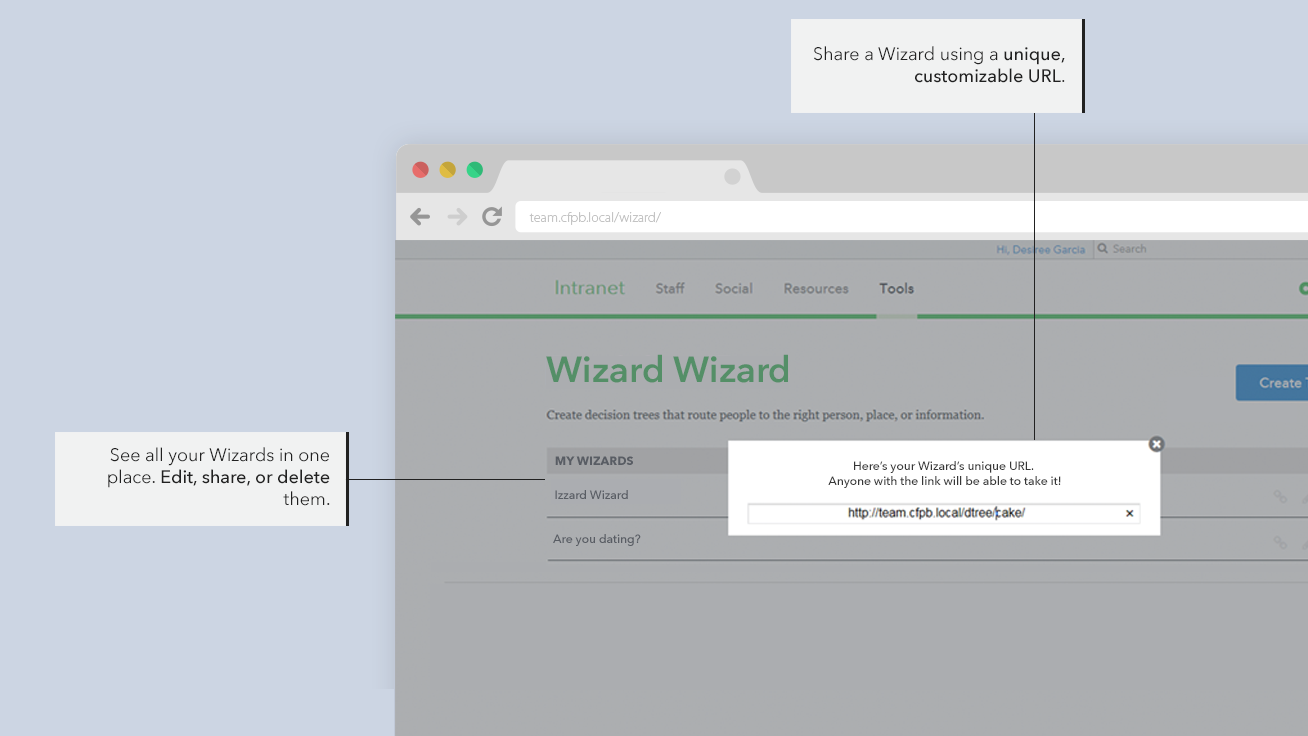 Share a Wizard using a unique,
customizable URL.
team.cfpb.local/wizard/
Hi, Desiree Garcia
Search
Intranet Staff Social Resources Tools
Wizard Wizard
Create
Create decision trees that route people to the right person, place, or information.
See all your Wizards in one
place. Edit, share, or delete
them.
MY WIZARDS
Izzard Wizard
Are you dating?
Here's your Wizard's unique URL.
Anyone with the link will be able to take it!
http://team.cfpb.local/dtree/cake/